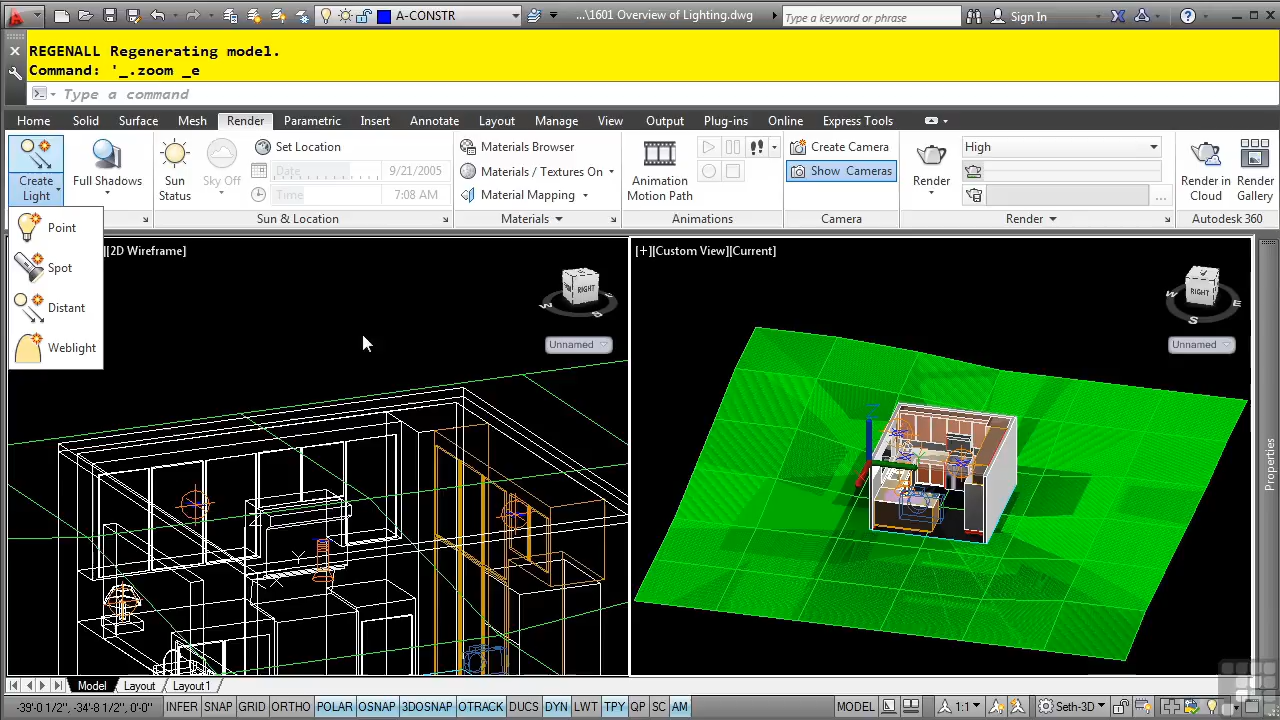 A-CONSTR
...\1601 Overview of Lighting.dwg
Type a keyword or phrase
Sign In
REGENALL Regenerating model.
Command: '_.zoom _e
Type a command
Home Solid Surface Mesh Render Parametric Insert Annotate Layout Manage View Output Plug-ins Online Express Tools
Create Light
Full Shadows
Sun Status
Sky Off
Set Location
Date 9/21/2005
Time 7:08 AM
Sun & Location
Materials Browser
Materials / Textures On
Material Mapping
Materials
Animation Motion Path
Animations
Create Camera
Show Cameras
Camera
Render
High
Render
Render in Cloud
Render Gallery
Autodesk 360
Point
Spot
Distant
Weblight
][2D Wireframe]
[+][Custom View][Current]
RIGHT
Unnamed
W E
S
RIGHT
Unnamed
Properties
Model Layout Layout1
-39'-0 1/2", -34'-8 1/2", 0'-0" INFER SNAP GRID ORTHO POLAR OSNAP 3DOSNAP OTRACK DUCS DYN LWT TPY QP SC AM MODEL 1:1 Seth-3D